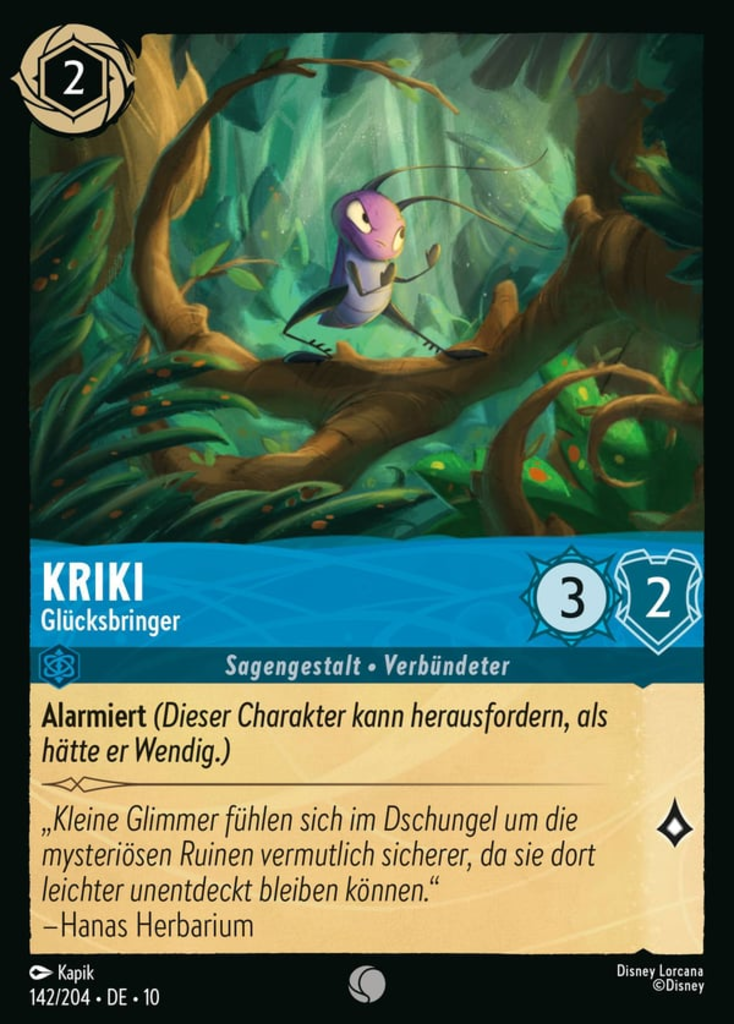 2
KRIKI
Glücksbringer
3
2
Sagengestalt • Verbündeter
Alarmiert (Dieser Charakter kann herausfordern, als
hätte er Wendig.)
„Kleine Glimmer fühlen sich im Dschungel um die
mysteriösen Ruinen vermutlich sicherer, da sie dort
leichter unentdeckt bleiben können.“
–Hanas Herbarium
Kapik
142/204 • DE • 10
Disney Lorcana
©Disney